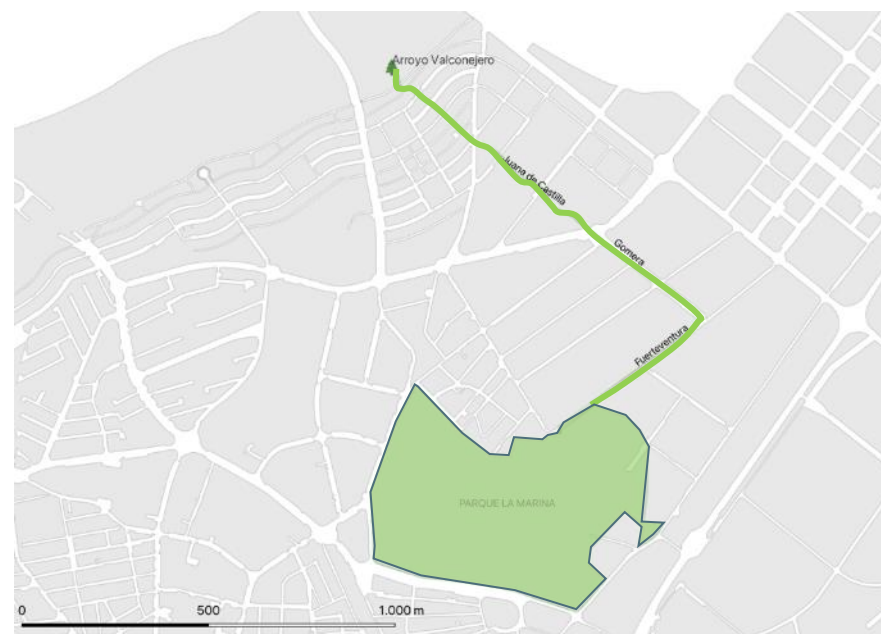 Arroyo Valconejero
Juana de Castilla
Gomera
Fuerteventura
PARQUE LA MARINA
0 500 1.000 m